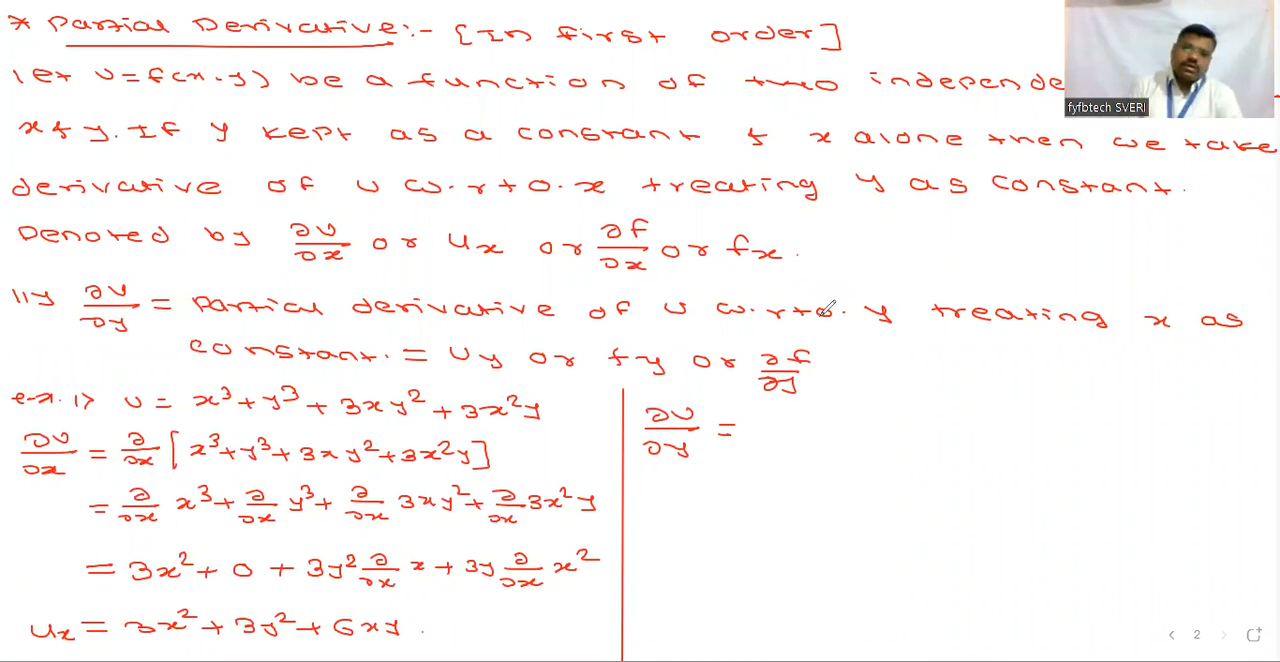 * Partial Derivative:- [In first order]
let u=f(x.y) be a function of two independe
x & y. If y kept as a constant & x alone then we take
derivative of u w.r.to.x treating y as constant.
Denoted by ∂u/∂x or ux or ∂f/∂x or fx.
lly ∂u/∂y = Partial derivative of u w.r.to. y treating x as
constant. = uy or fy or ∂f/∂y
e.x. 1) u = x³+y³+3xy²+3x²y
∂u/∂x = ∂/∂x [x³+y³+3xy²+3x²y]
= ∂/∂x x³+∂/∂x y³+∂/∂x 3xy²+∂/∂x 3x²y
= 3x²+0+3y² ∂/∂x x+3y ∂/∂x x²
ux = 3x²+3y²+6xy.
∂u/∂y =
fyfbtech SVERI
2